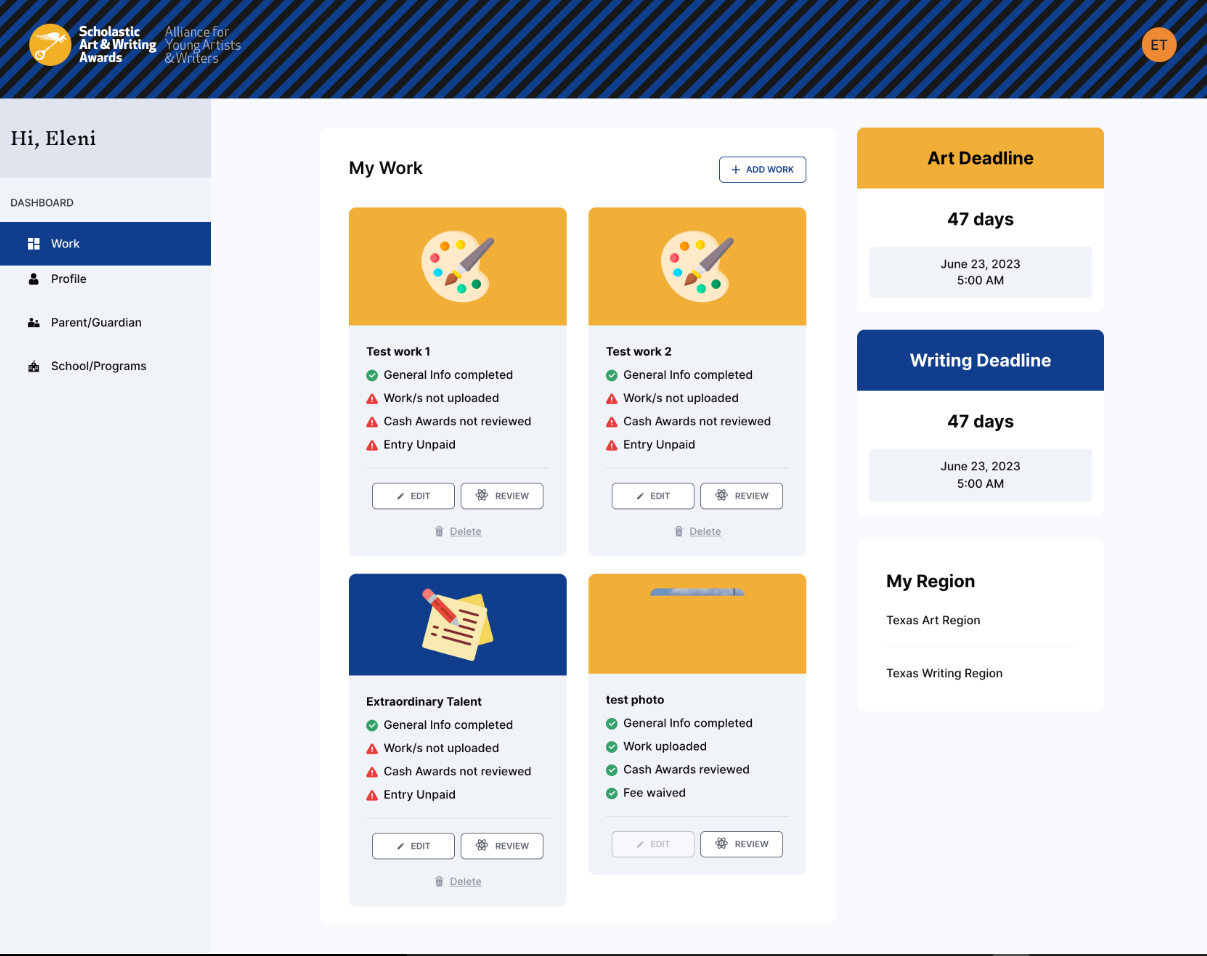 Scholastic
Art & Writing
Awards
Alliance for
Young Artists
& Writers
ET
Hi, Eleni
DASHBOARD
Work
Profile
Parent/Guardian
School/Programs
My Work
+ ADD WORK
Test work 1
General Info completed
Work/s not uploaded
Cash Awards not reviewed
Entry Unpaid
EDIT
REVIEW
Delete
Test work 2
General Info completed
Work/s not uploaded
Cash Awards not reviewed
Entry Unpaid
EDIT
REVIEW
Delete
Extraordinary Talent
General Info completed
Work/s not uploaded
Cash Awards not reviewed
Entry Unpaid
EDIT
REVIEW
Delete
test photo
General Info completed
Work uploaded
Cash Awards reviewed
Fee waived
EDIT
REVIEW
Art Deadline
47 days
June 23, 2023
5:00 AM
Writing Deadline
47 days
June 23, 2023
5:00 AM
My Region
Texas Art Region
Texas Writing Region